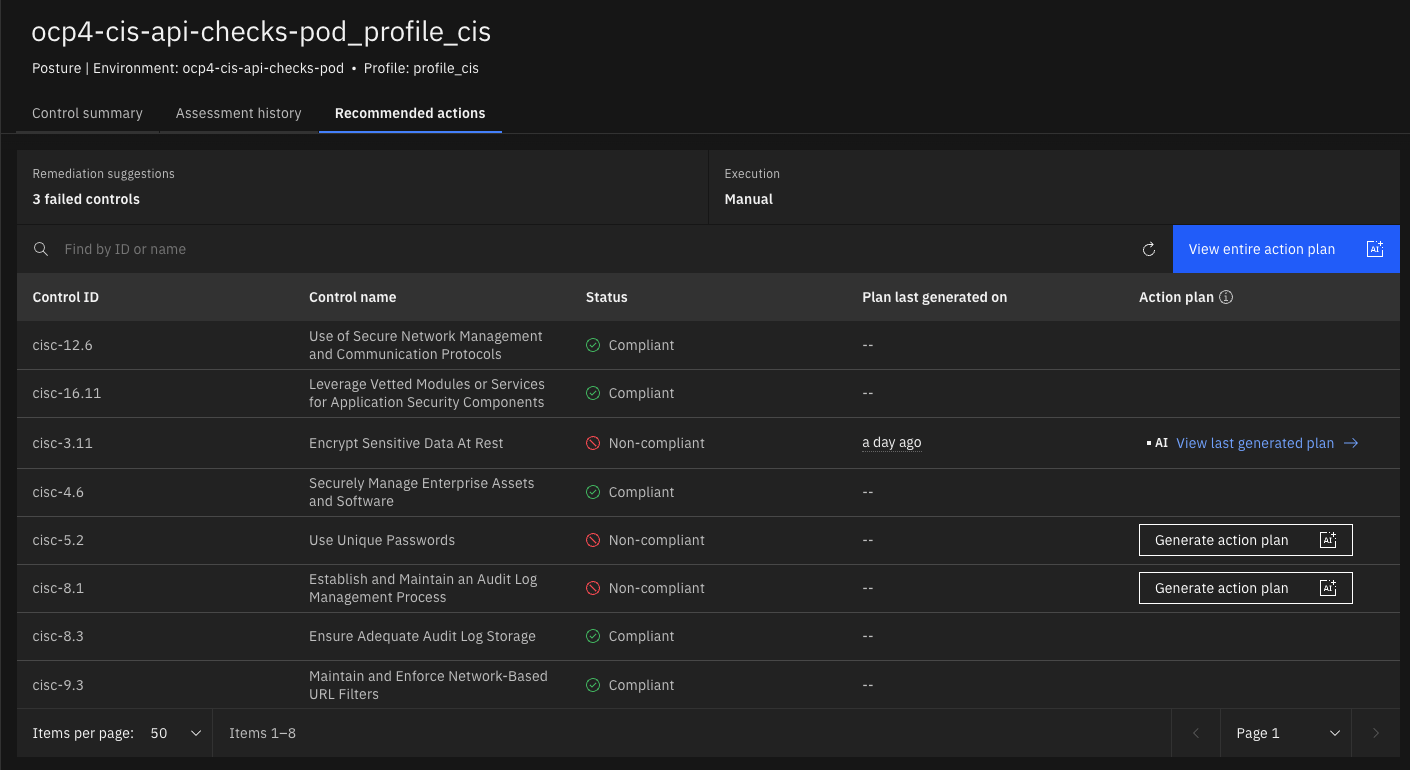 ocp4-cis-api-checks-pod_profile_cis
Posture | Environment: ocp4-cis-api-checks-pod • Profile: profile_cis
Control summary Assessment history Recommended actions
Remediation suggestions Execution
3 failed controls Manual
Find by ID or name View entire action plan AI
Control ID Control name Status Plan last generated on Action plan
cisc-12.6 Use of Secure Network Management Compliant --
and Communication Protocols
cisc-16.11 Leverage Vetted Modules or Services Compliant --
for Application Security Components
cisc-3.11 Encrypt Sensitive Data At Rest Non-compliant a day ago AI View last generated plan →
cisc-4.6 Securely Manage Enterprise Assets Compliant --
and Software
cisc-5.2 Use Unique Passwords Non-compliant -- Generate action plan AI
cisc-8.1 Establish and Maintain an Audit Log Non-compliant -- Generate action plan AI
Management Process
cisc-8.3 Ensure Adequate Audit Log Storage Compliant --
cisc-9.3 Maintain and Enforce Network-Based Compliant --
URL Filters
Items per page: 50 Items 1–8 Page 1